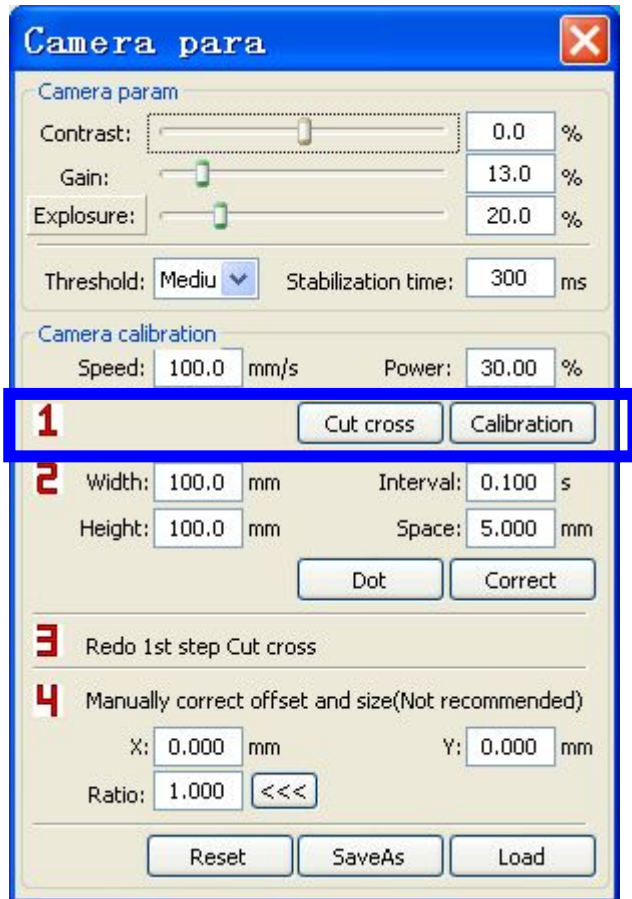 Camera para
Camera param
Contrast: 0.0 %
Gain: 13.0 %
Explosure: 20.0 %
Threshold: Mediu Stabilization time: 300 ms
Camera calibration
Speed: 100.0 mm/s Power: 30.00 %
1 Cut cross Calibration
2 Width: 100.0 mm Interval: 0.100 s
Height: 100.0 mm Space: 5.000 mm
Dot Correct
3 Redo 1st step Cut cross
4 Manually correct offset and size(Not recommended)
X: 0.000 mm Y: 0.000 mm
Ratio: 1.000 <<<
Reset SaveAs Load